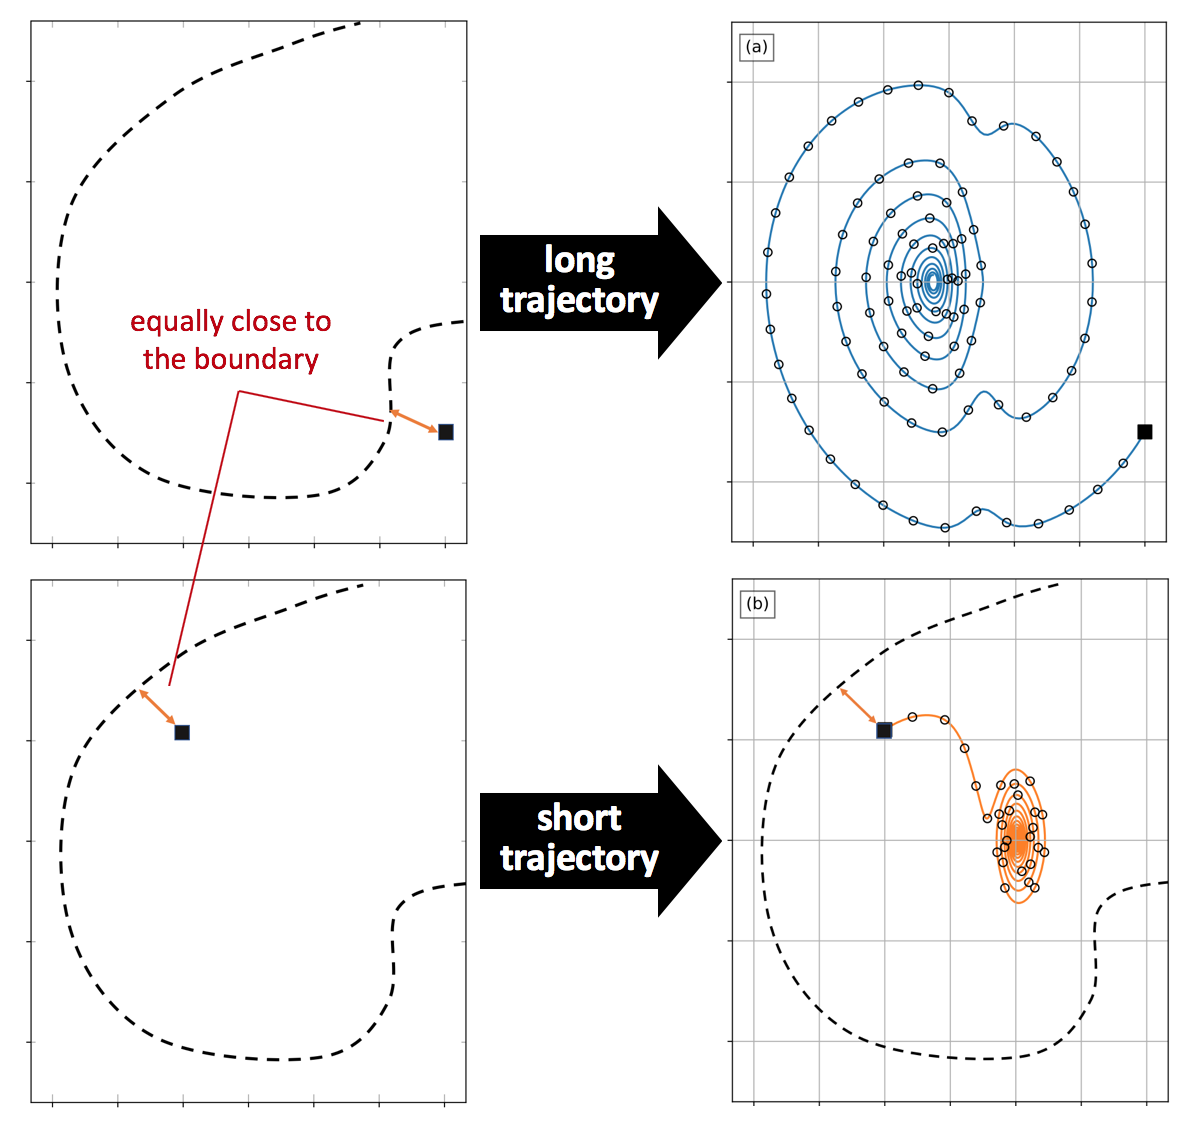 (a)
long
trajectory
equally close to
the boundary
(b)
short
trajectory